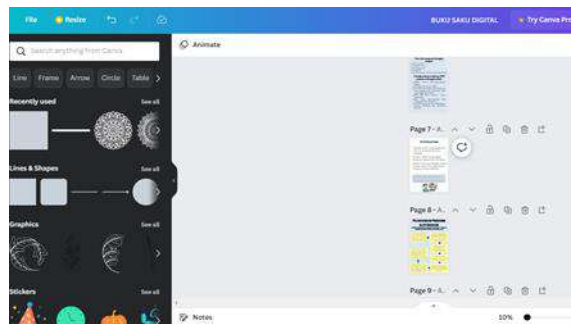 File Resize BUKU SAKU DIGITAL Try Canva Pro
Search anything from Canva
Animate
Line Frame Arrow Circle Table
Recently used See all
Lines & Shapes See all
Graphics See all
Stickers See all
Page 7 - A..
Page 8 - A..
Page 9 - A..
Notes
10%